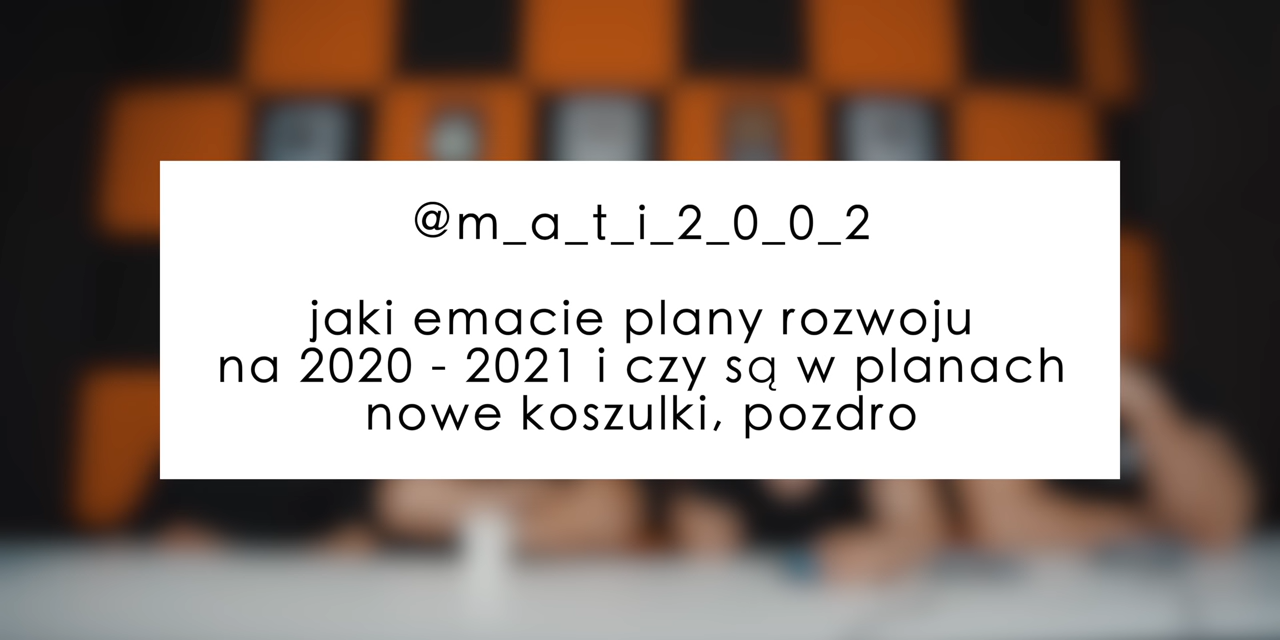 @m_a_t_i_2_0_0_2
jaki emacie plany rozwoju
na 2020 - 2021 i czy są w planach
nowe koszulki, pozdro